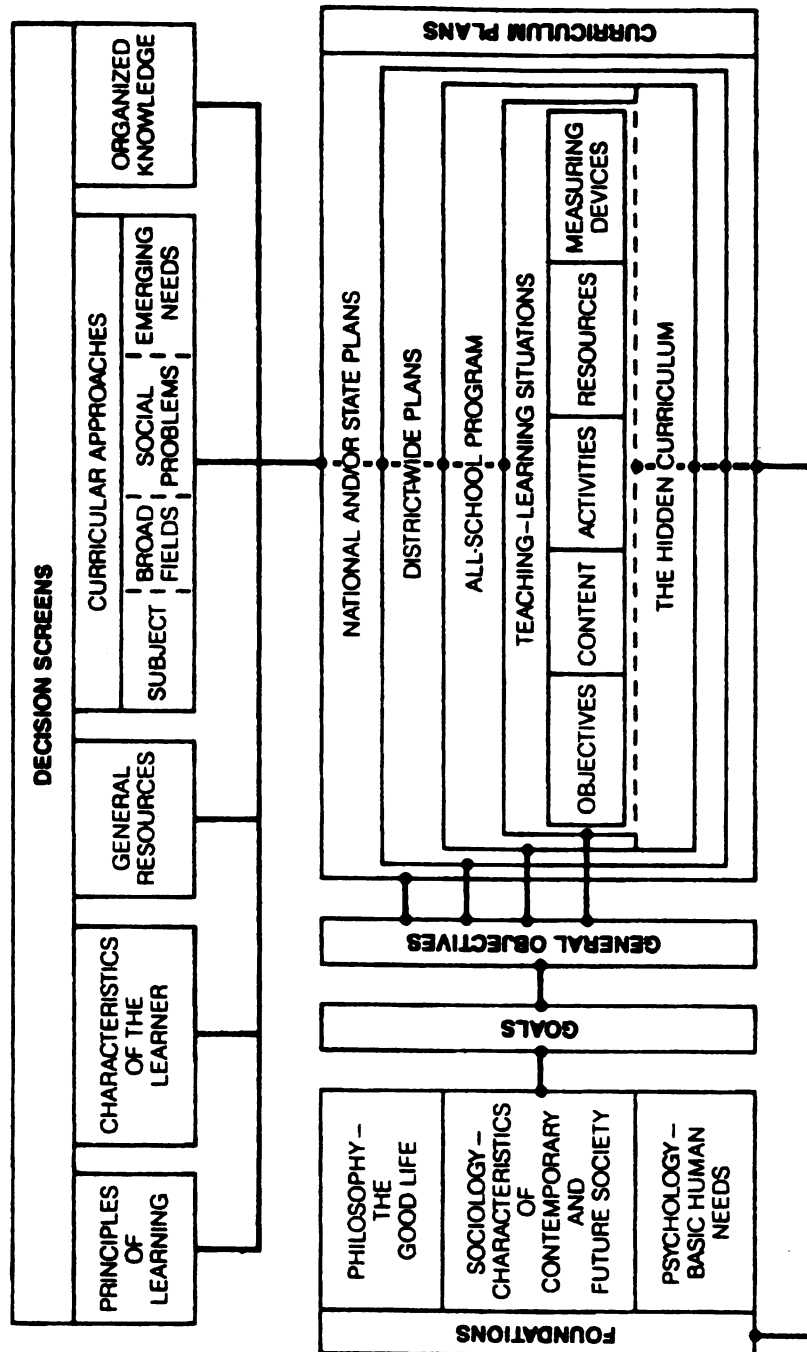 DECISION SCREENS
PRINCIPLES
OF
LEARNING
CHARACTERISTICS
OF THE
LEARNER
GENERAL
RESOURCES
CURRICULAR APPROACHES
SUBJECT
BROAD
FIELDS
SOCIAL
PROBLEMS
EMERGING
NEEDS
ORGANIZED
KNOWLEDGE
FOUNDATIONS
PHILOSOPHY—
THE
GOOD LIFE
SOCIOLOGY—
CHARACTERISTICS
OF
CONTEMPORARY
AND
FUTURE SOCIETY
PSYCHOLOGY—
BASIC HUMAN
NEEDS
GOALS
GENERAL OBJECTIVES
NATIONAL AND/OR STATE PLANS
DISTRICT-WIDE PLANS
ALL-SCHOOL PROGRAM
TEACHING—LEARNING SITUATIONS
OBJECTIVES
CONTENT
ACTIVITIES
RESOURCES
MEASURING
DEVICES
THE HIDDEN CURRICULUM
CURRICULUM PLANS